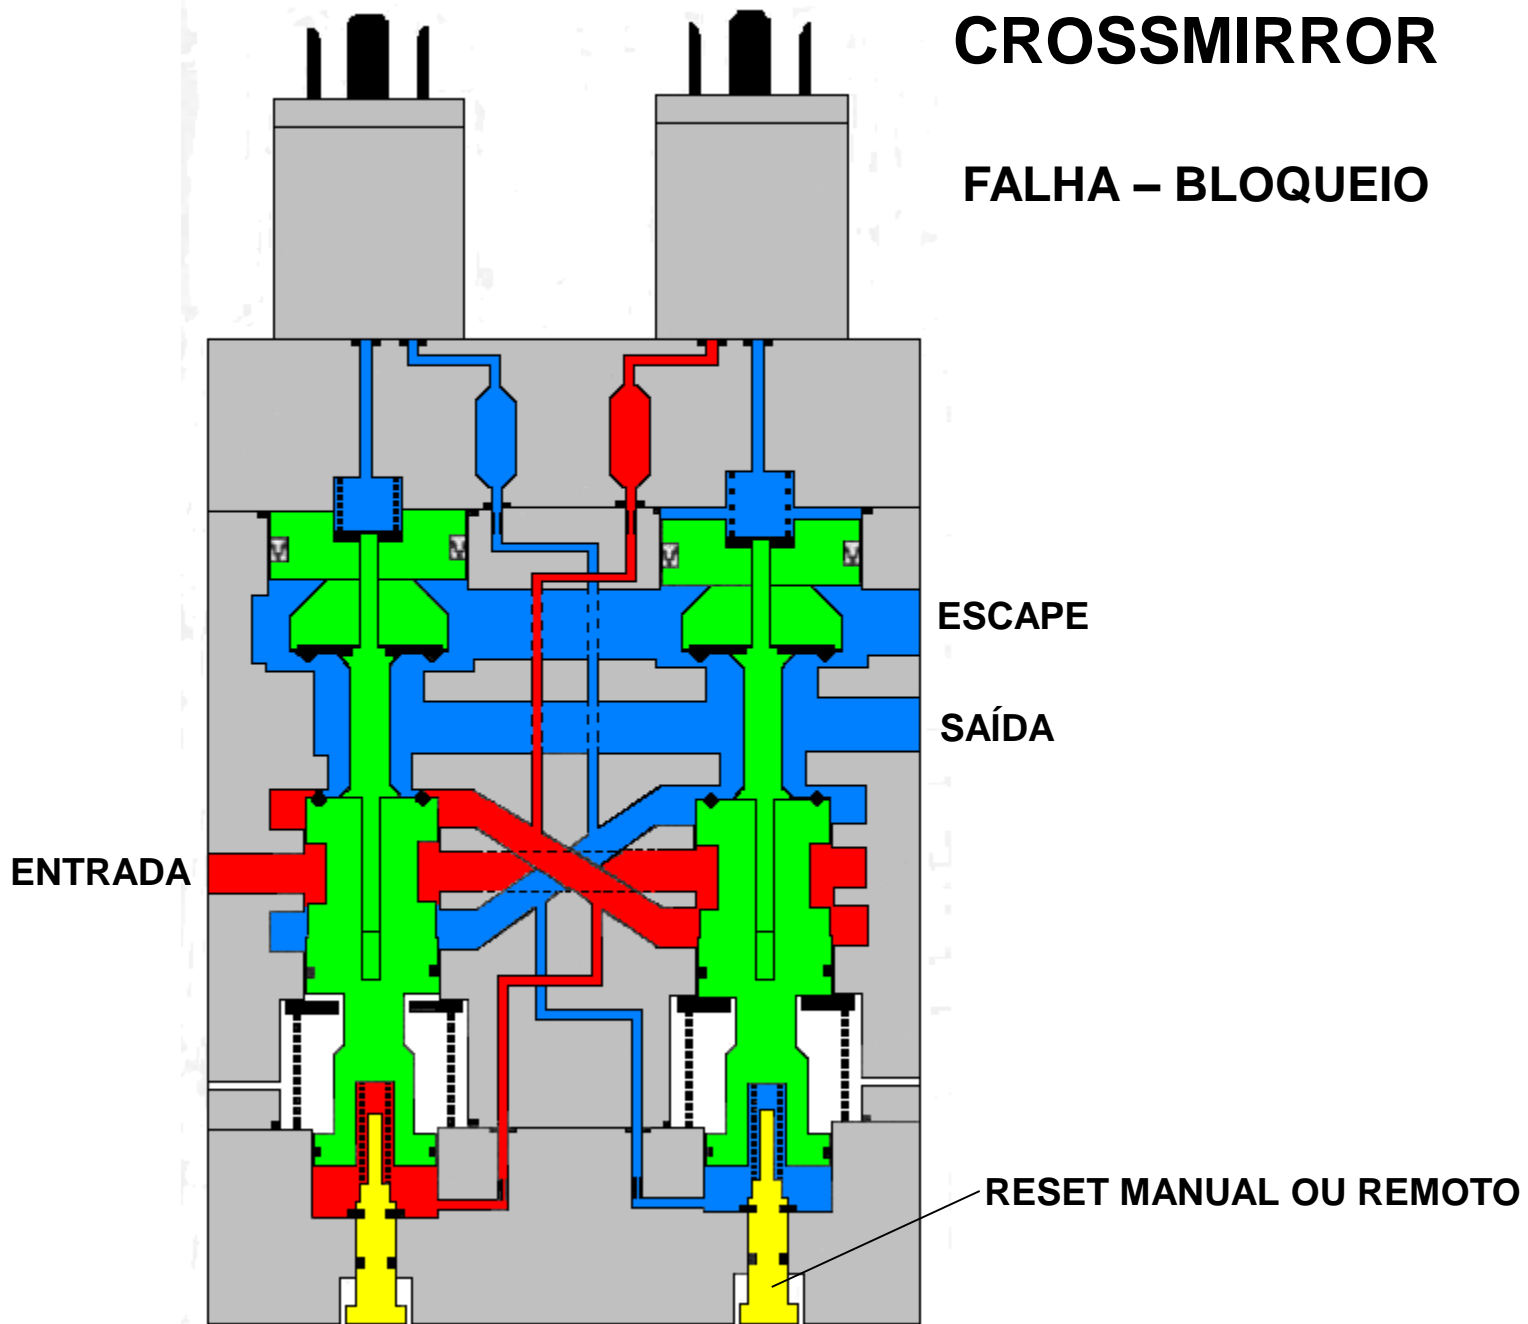 CROSSMIRROR
FALHA – BLOQUEIO
ESCAPE
SAÍDA
ENTRADA
RESET MANUAL OU REMOTO